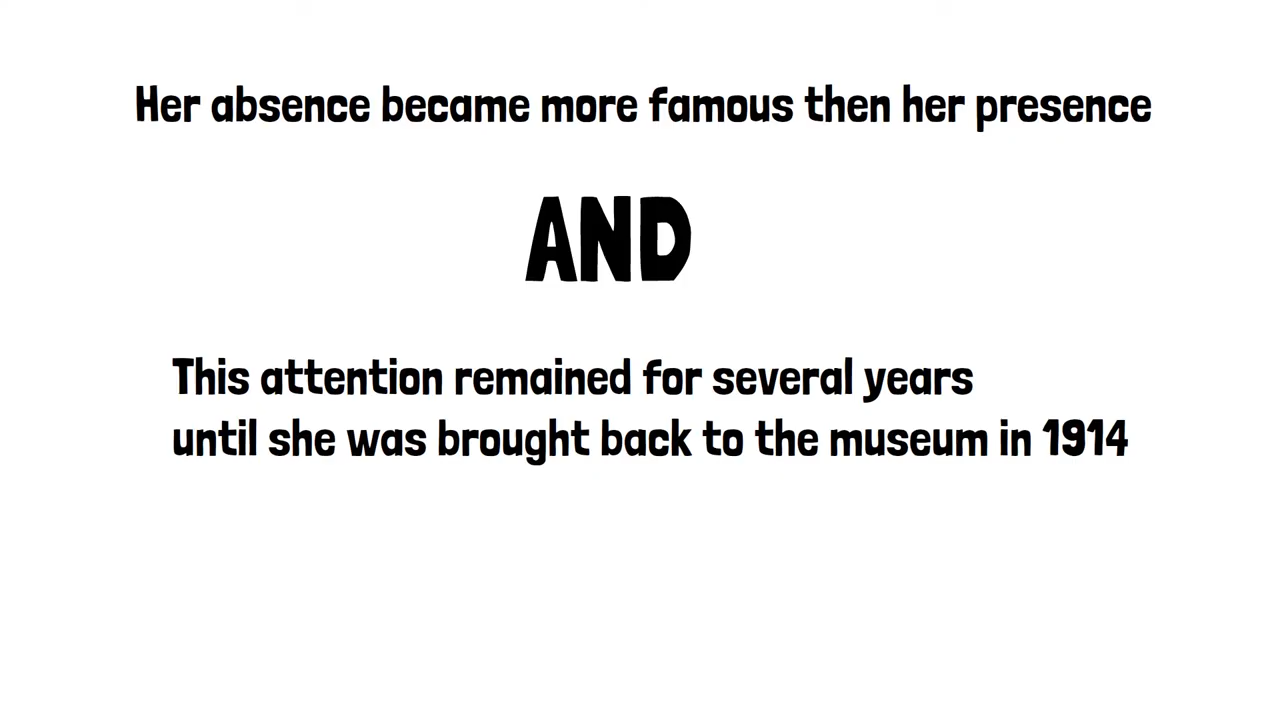 Her absence became more famous then her presence
AND
This attention remained for several years
until she was brought back to the museum in 1914